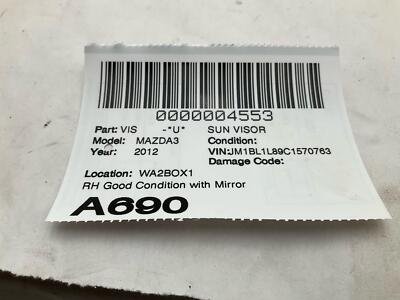 0000004553
Part: VIS -*U* SUN VISOR
Model: MAZDA3 Condition:
Year: 2012 VIN:JM1BL1L89C1570763
Damage Code:
Location: WA2BOX1
RH Good Condition with Mirror
A690